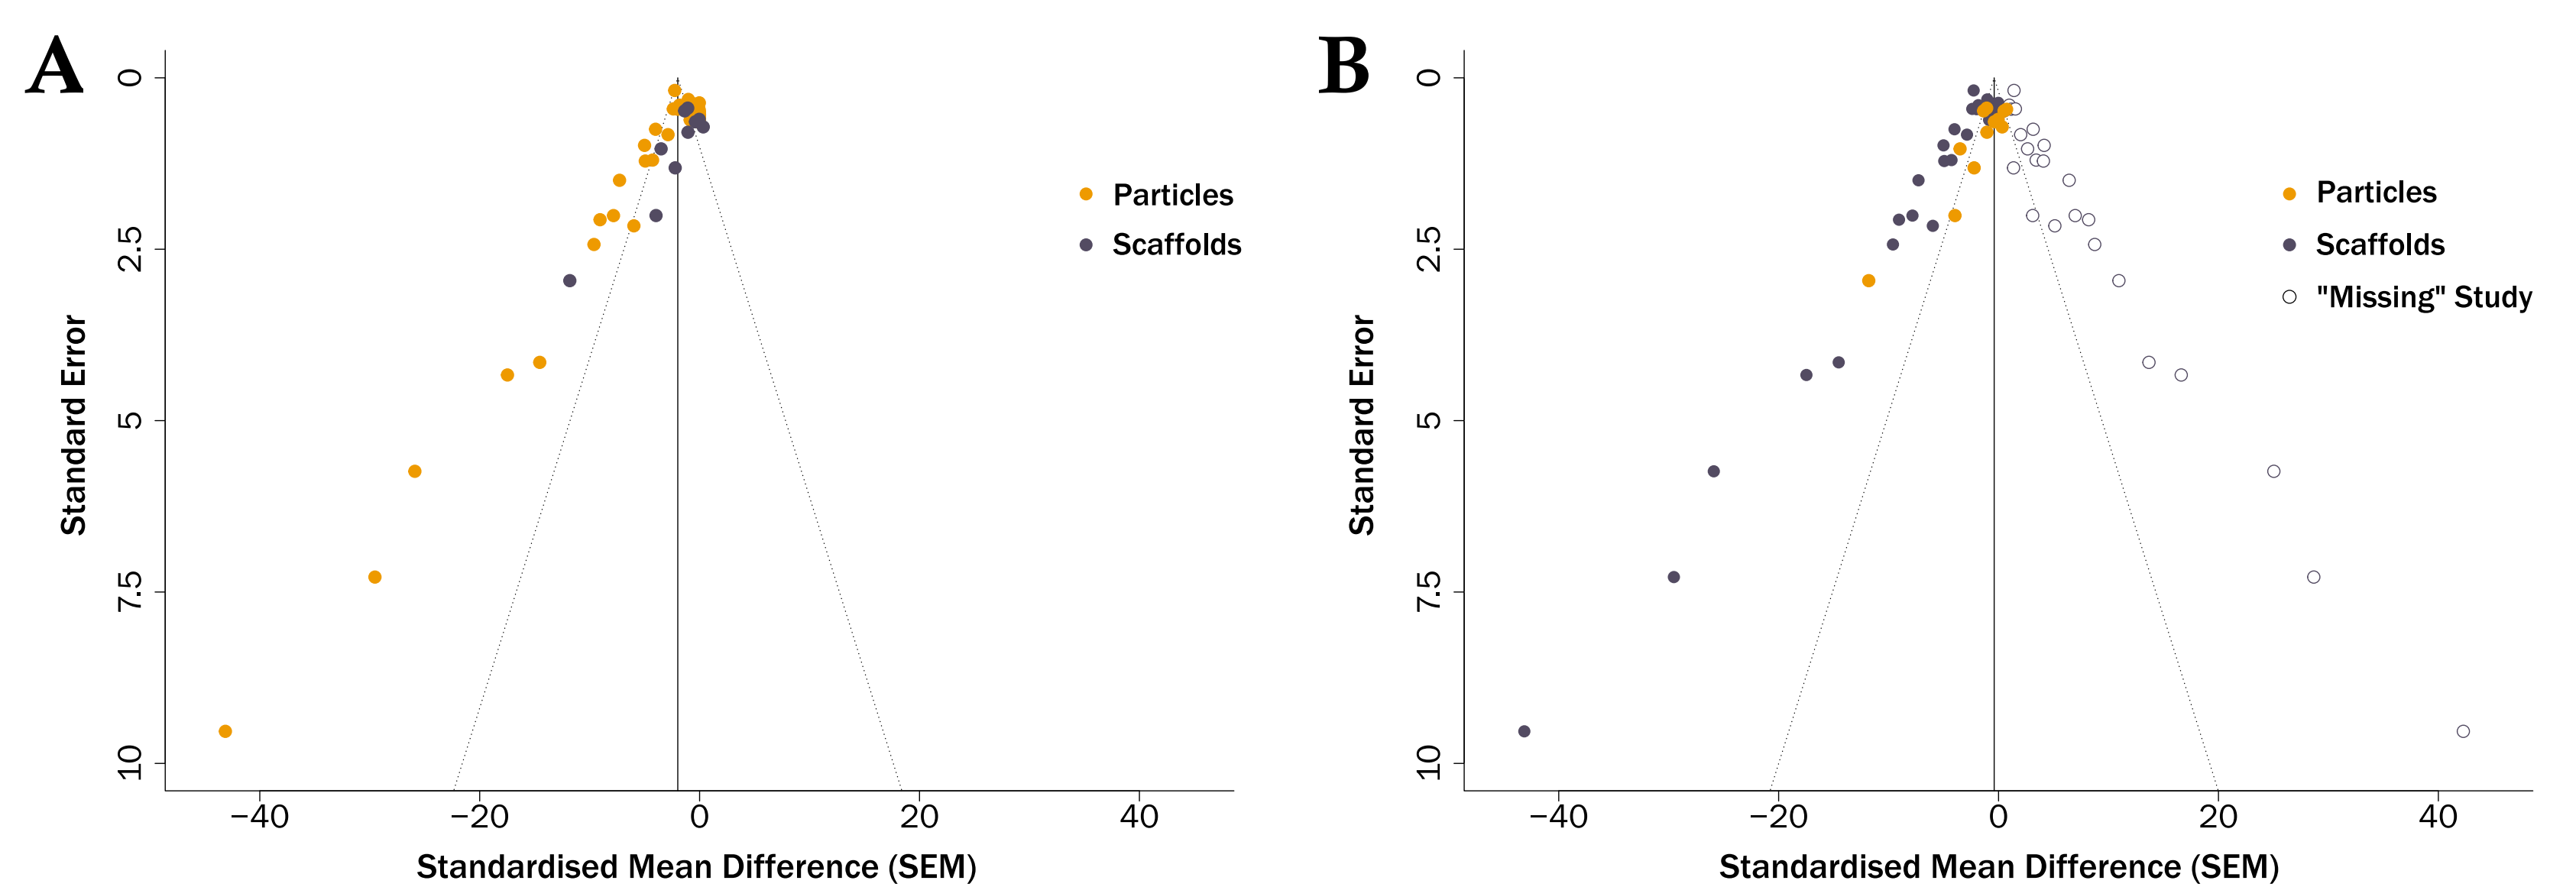 A
0
2.5
5
7.5
10
Standard Error
−40
−20
0
20
40
Standardised Mean Difference (SEM)
Particles
Scaffolds
B
0
2.5
5
7.5
10
Standard Error
−40
−20
0
20
40
Standardised Mean Difference (SEM)
Particles
Scaffolds
"Missing" Study